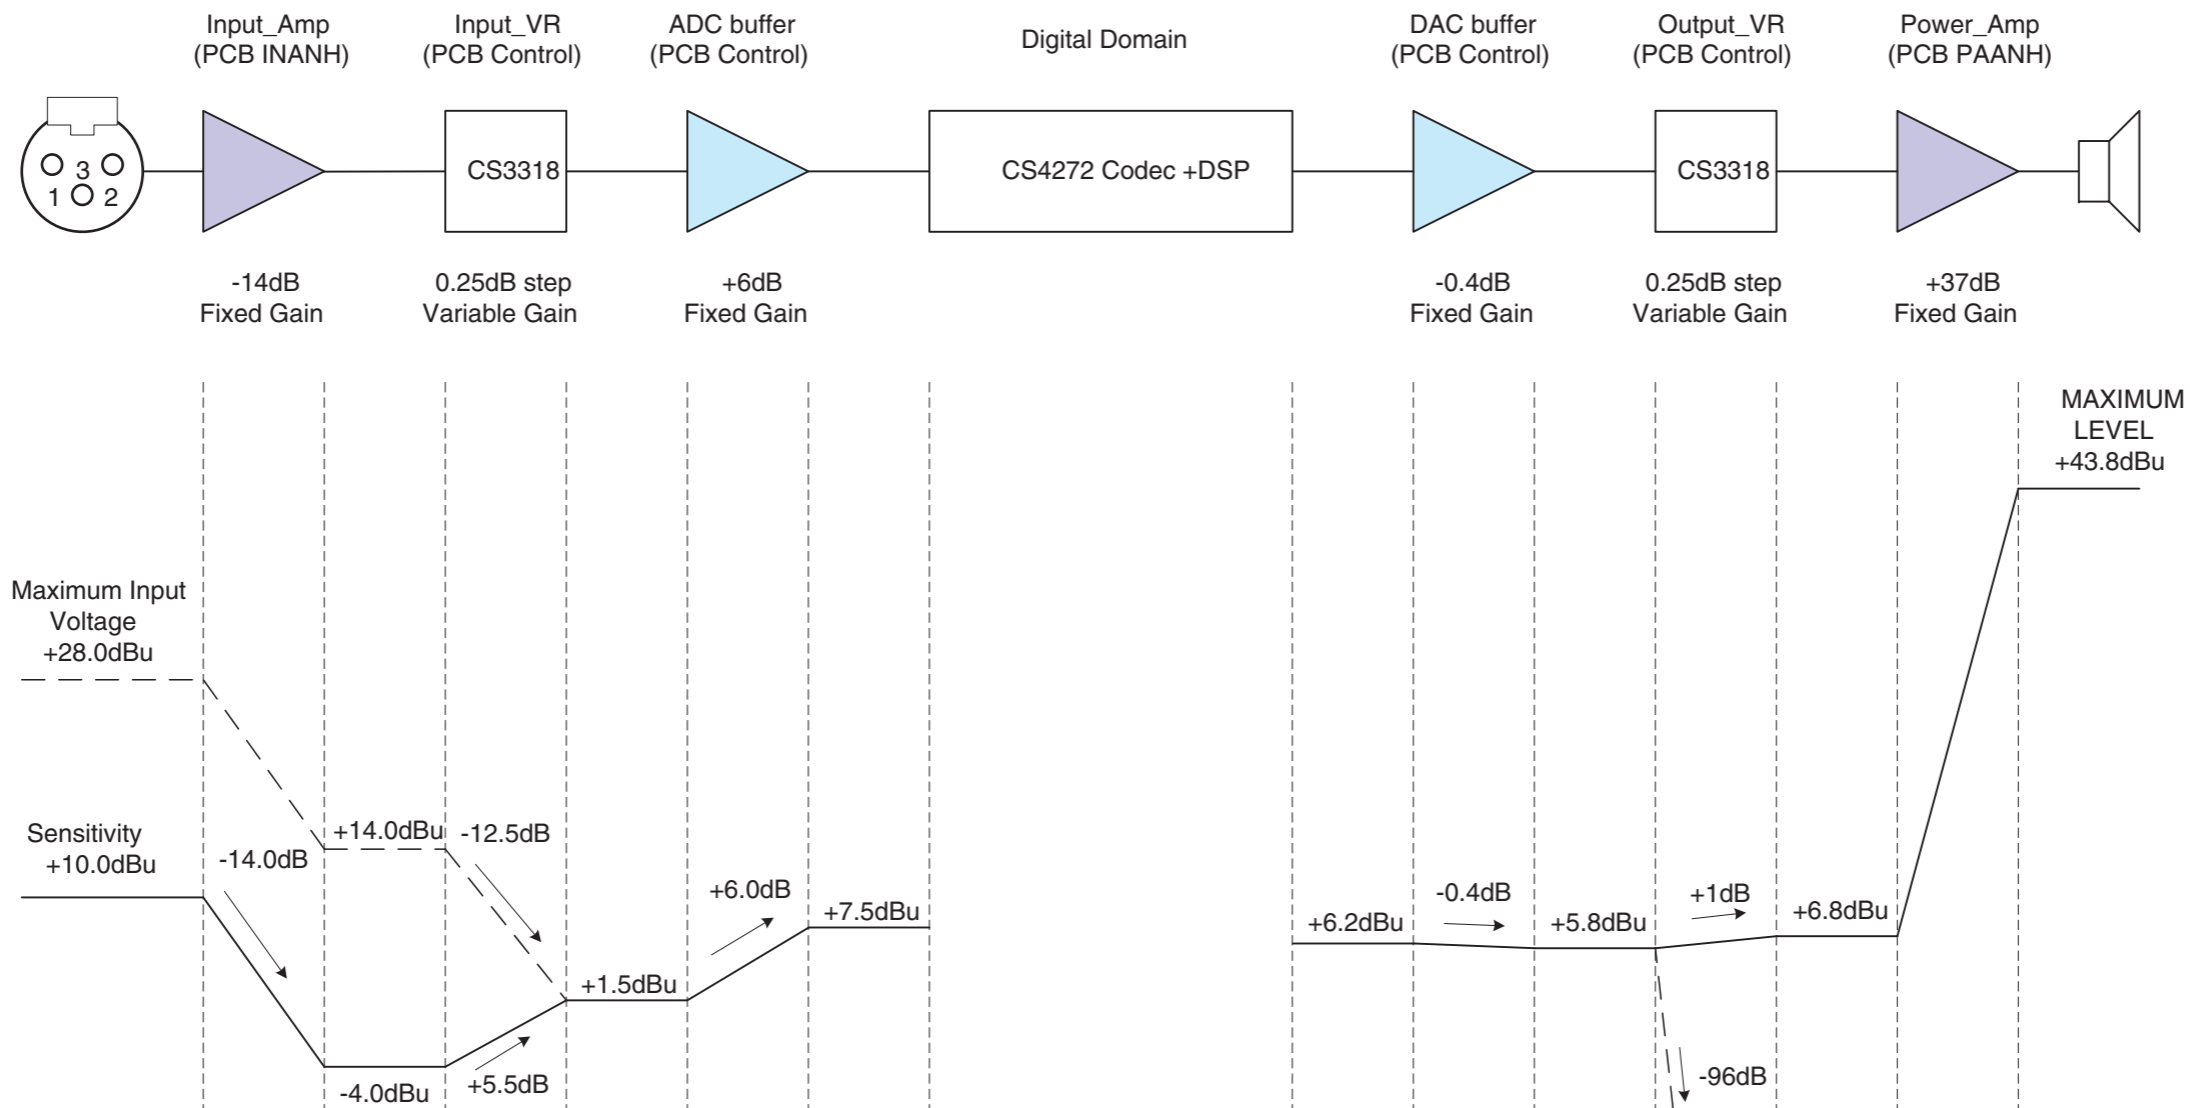 Input_Amp
(PCB INANH)
Input_VR
(PCB Control)
ADC buffer
(PCB Control)
Digital Domain
DAC buffer
(PCB Control)
Output_VR
(PCB Control)
Power_Amp
(PCB PAANH)
3
1 2
CS3318
CS4272 Codec +DSP
CS3318
-14dB
Fixed Gain
0.25dB step
Variable Gain
+6dB
Fixed Gain
-0.4dB
Fixed Gain
0.25dB step
Variable Gain
+37dB
Fixed Gain
MAXIMUM
LEVEL
+43.8dBu
Maximum Input
Voltage
+28.0dBu
Sensitivity
+10.0dBu
-14.0dB
+14.0dBu
-12.5dB
-4.0dBu
+5.5dB
+1.5dBu
+6.0dB
+7.5dBu
+6.2dBu
-0.4dB
+5.8dBu
+1dB
+6.8dBu
-96dB